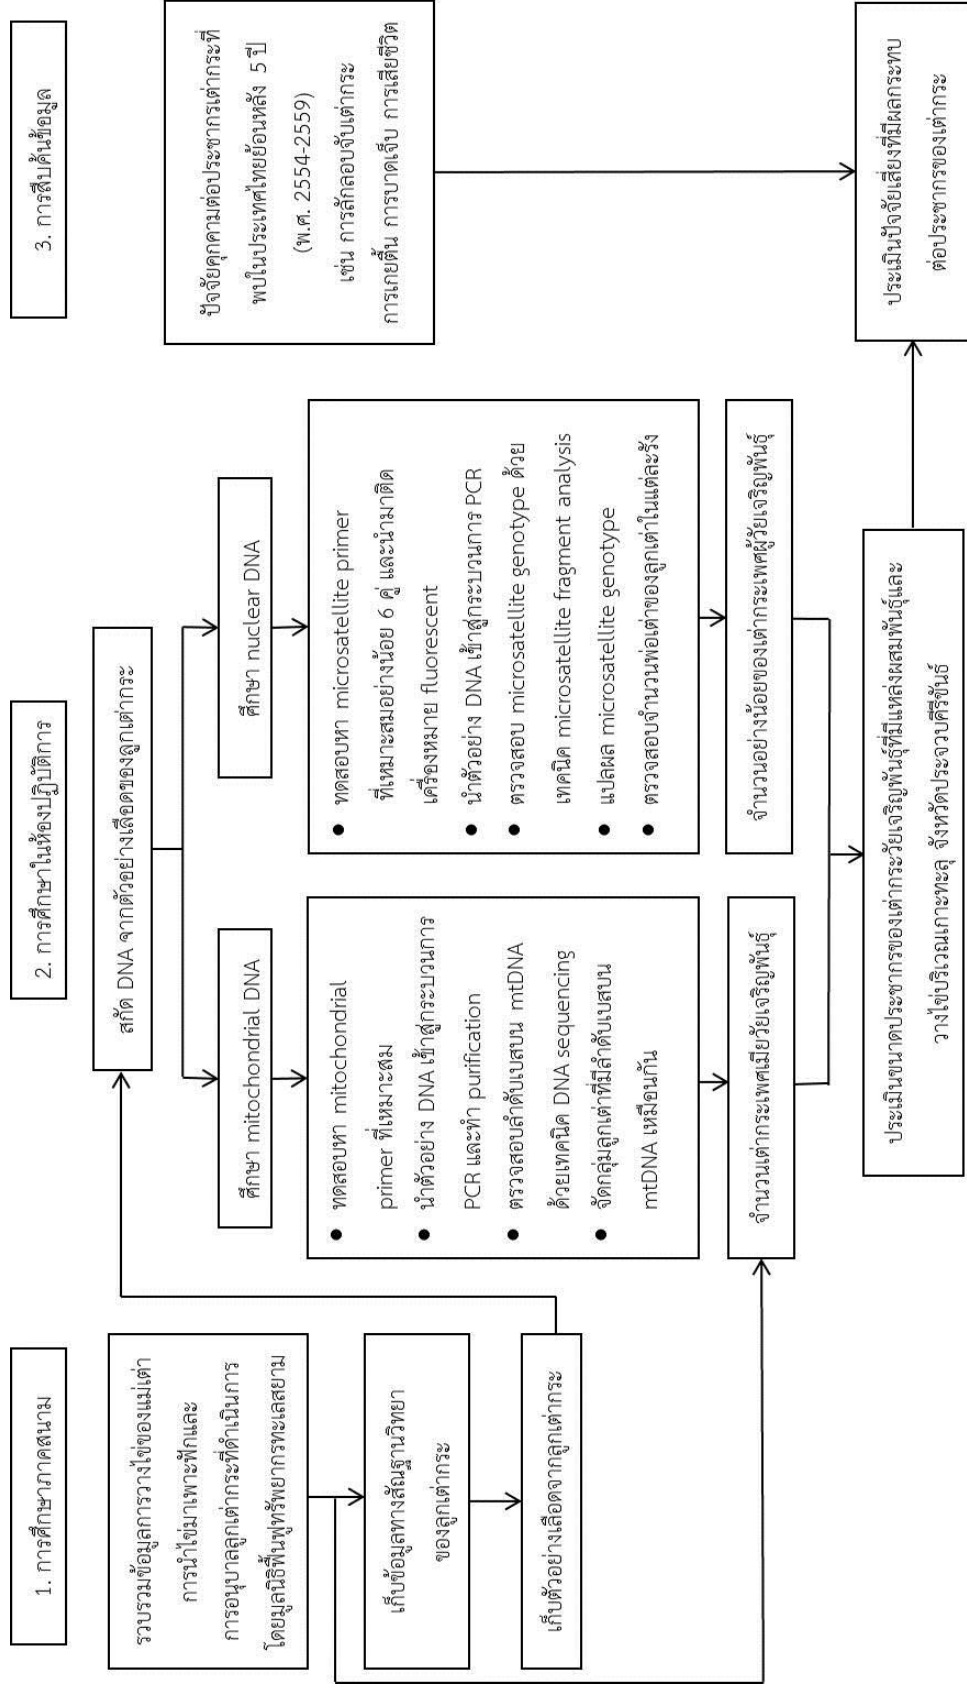 1. การศึกษาภาคสนาม
รวบรวมข้อมูลการวางไข่ของแม่เต่า
การนำไข่มาเพาะฟักและ
การอนุบาลลูกเต่ากระที่ดำเนินการ
โดยมูลนิธิฟื้นฟูทรัพยากรทะเลสยาม
เก็บข้อมูลทางสัณฐานวิทยา
ของลูกเต่ากระ
เก็บตัวอย่างเลือดจากลูกเต่ากระ
2. การศึกษาในห้องปฏิบัติการ
สกัด DNA จากตัวอย่างเลือดของลูกเต่ากระ
ศึกษา mitochondrial DNA
● ทดสอบหา mitochondrial
primer ที่เหมาะสม
● นำตัวอย่าง DNA เข้าสู่กระบวนการ
PCR และทำ purification
● ตรวจสอบลำดับเบสบน mtDNA
ด้วยเทคนิค DNA sequencing
● จัดกลุ่มลูกเต่าที่มีลำดับเบสบน
mtDNA เหมือนกัน
จำนวนเต่ากระเพศเมียวัยเจริญพันธุ์
ศึกษา nuclear DNA
● ทดสอบหา microsatellite primer
ที่เหมาะสมอย่างน้อย 6 คู่ และนำมาติด
เครื่องหมาย fluorescent
● นำตัวอย่าง DNA เข้าสู่กระบวนการ PCR
● ตรวจสอบ microsatellite genotype ด้วย
เทคนิค microsatellite fragment analysis
● แปลผล microsatellite genotype
● ตรวจสอบจำนวนพ่อเต่าของลูกเต่าในแต่ละรัง
จำนวนอย่างน้อยของเต่ากระเพศผู้วัยเจริญพันธุ์
ประเมินขนาดประชากรของเต่ากระวัยเจริญพันธุ์ที่มีแหล่งผสมพันธุ์และ
วางไข่บริเวณเกาะทะลุ จังหวัดประจวบคีรีขันธ์
3. การสืบค้นข้อมูล
ปัจจัยคุกคามต่อประชากรเต่ากระที่
พบในประเทศไทยย้อนหลัง 5 ปี
(พ.ศ. 2554-2559)
เช่น การลักลอบจับเต่ากระ
การเกยตื้น การบาดเจ็บ การเสียชีวิต
ประเมินปัจจัยเสี่ยงที่มีผลกระทบ
ต่อประชากรของเต่ากระ